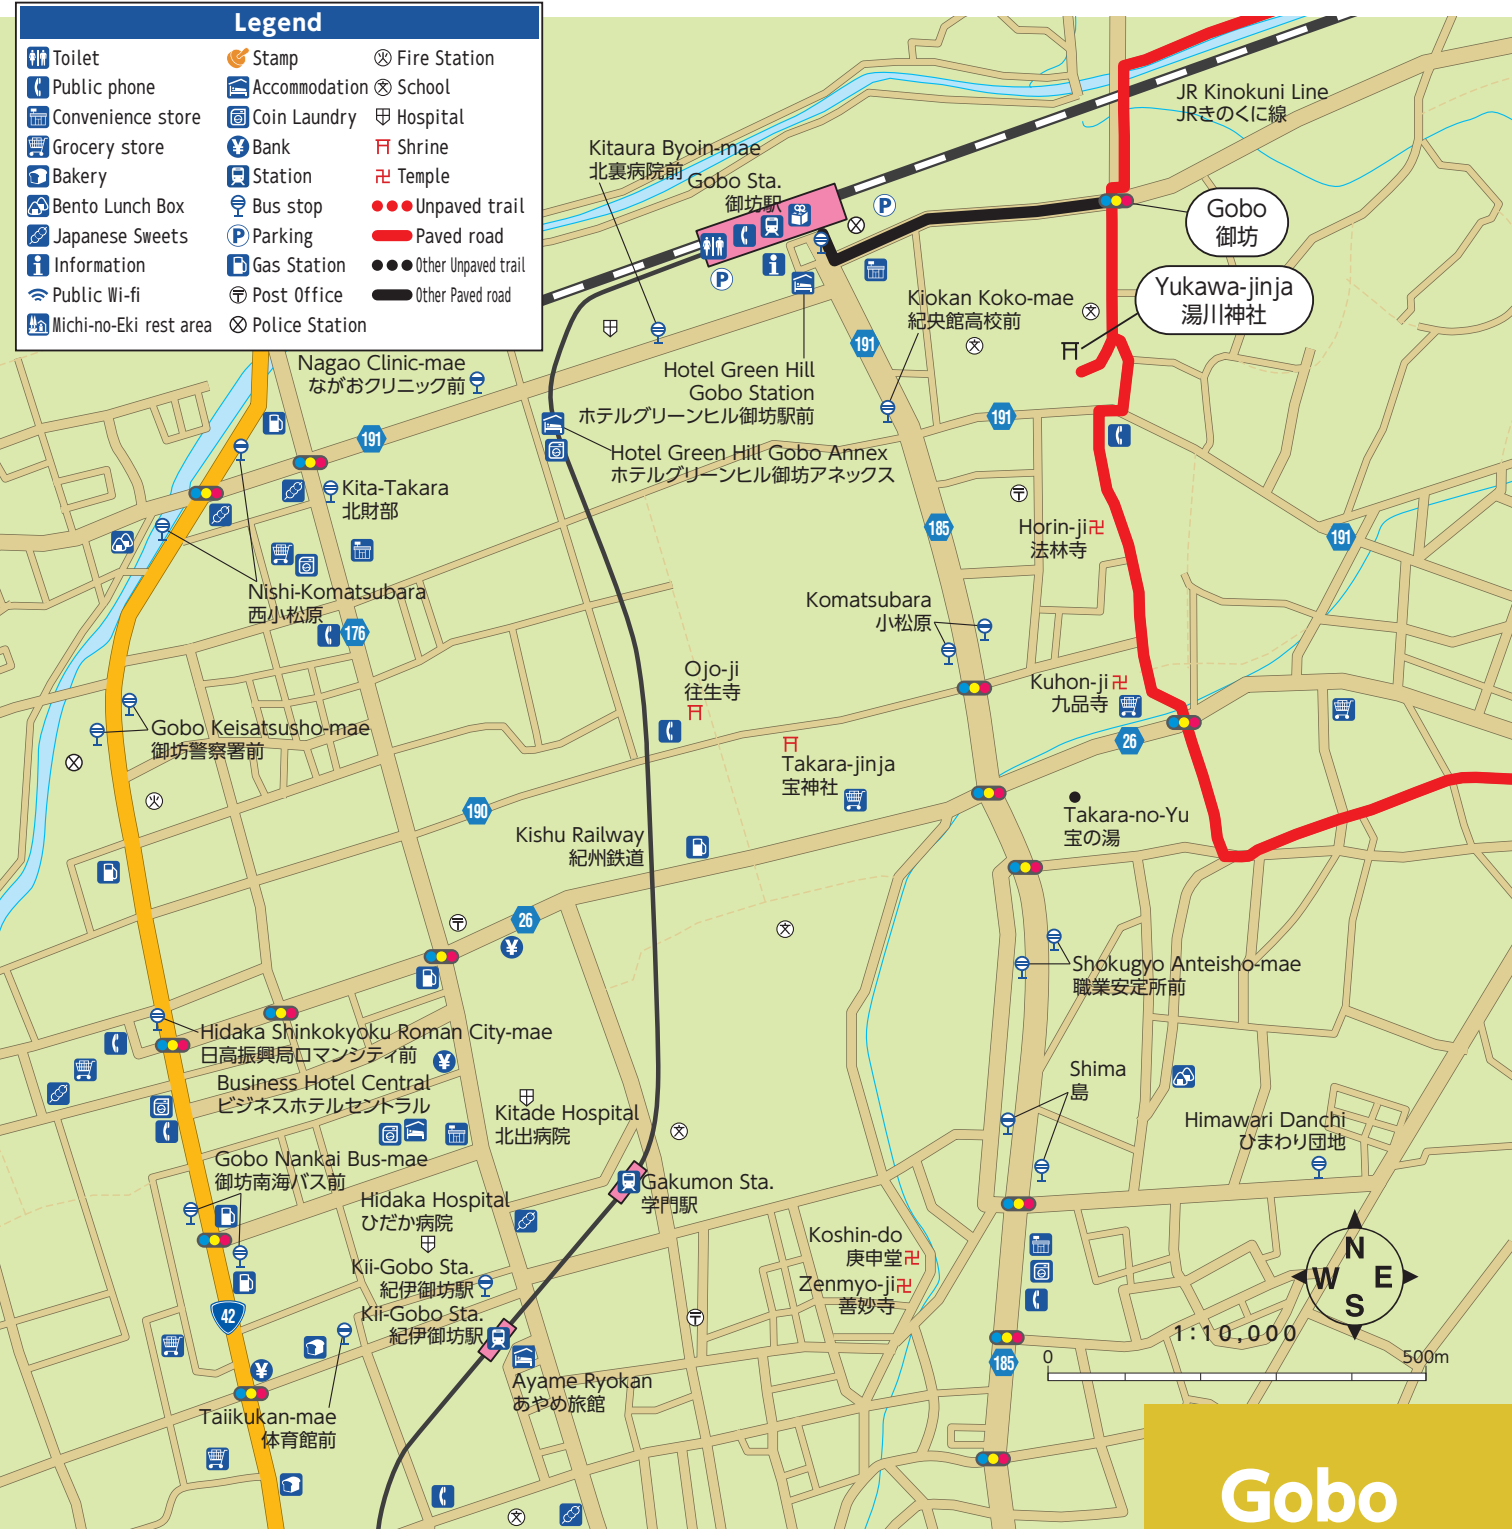 Legend
Toilet
Public phone
Convenience store
Grocery store
Bakery
Bento Lunch Box
Japanese Sweets
Information
Public Wi-fi
Michi-no-Eki rest area
Stamp
Accommodation
Coin Laundry
Bank
Station
Bus stop
Parking
Gas Station
Post Office
Police Station
Fire Station
School
Hospital
Shrine
Temple
Unpaved trail
Paved road
Other Unpaved trail
Other Paved road
JR Kinokuni Line
JRきのくに線
Kitaura Byoin-mae
北裏病院前
Gobo Sta.
御坊駅
Gobo
御坊
Yukawa-jinja
湯川神社
Kiokan Koko-mae
紀央館高校前
191
Nagao Clinic-mae
ながおクリニック前
Hotel Green Hill
Gobo Station
ホテルグリーンヒル御坊駅前
191
191
Hotel Green Hill Gobo Annex
ホテルグリーンヒル御坊アネックス
Kita-Takara
北財部
185
Horin-ji
法林寺
191
Nishi-Komatsubara
西小松原
176
Komatsubara
小松原
Ojo-ji
往生寺
Kuhon-ji
九品寺
Gobo Keisatsusho-mae
御坊警察署前
26
Takara-jinja
宝神社
190
Takara-no-Yu
宝の湯
Kishu Railway
紀州鉄道
26
Shokugyo Anteisho-mae
職業安定所前
Hidaka Shinkokyoku Roman City-mae
日高振興局ロマンシティ前
Business Hotel Central
ビジネスホテルセントラル
Shima
島
Kitade Hospital
北出病院
Himawari Danchi
ひまわり団地
Gobo Nankai Bus-mae
御坊南海バス前
Gakumon Sta.
学門駅
Hidaka Hospital
ひだか病院
Koshin-do
庚申堂
Kii-Gobo Sta.
紀伊御坊駅
Zenmyo-ji
善妙寺
Kii-Gobo Sta.
紀伊御坊駅
42
N
W E
S
1:10,000
0 500m
185
Ayame Ryokan
あやめ旅館
Taiikukan-mae
体育館前
Gobo